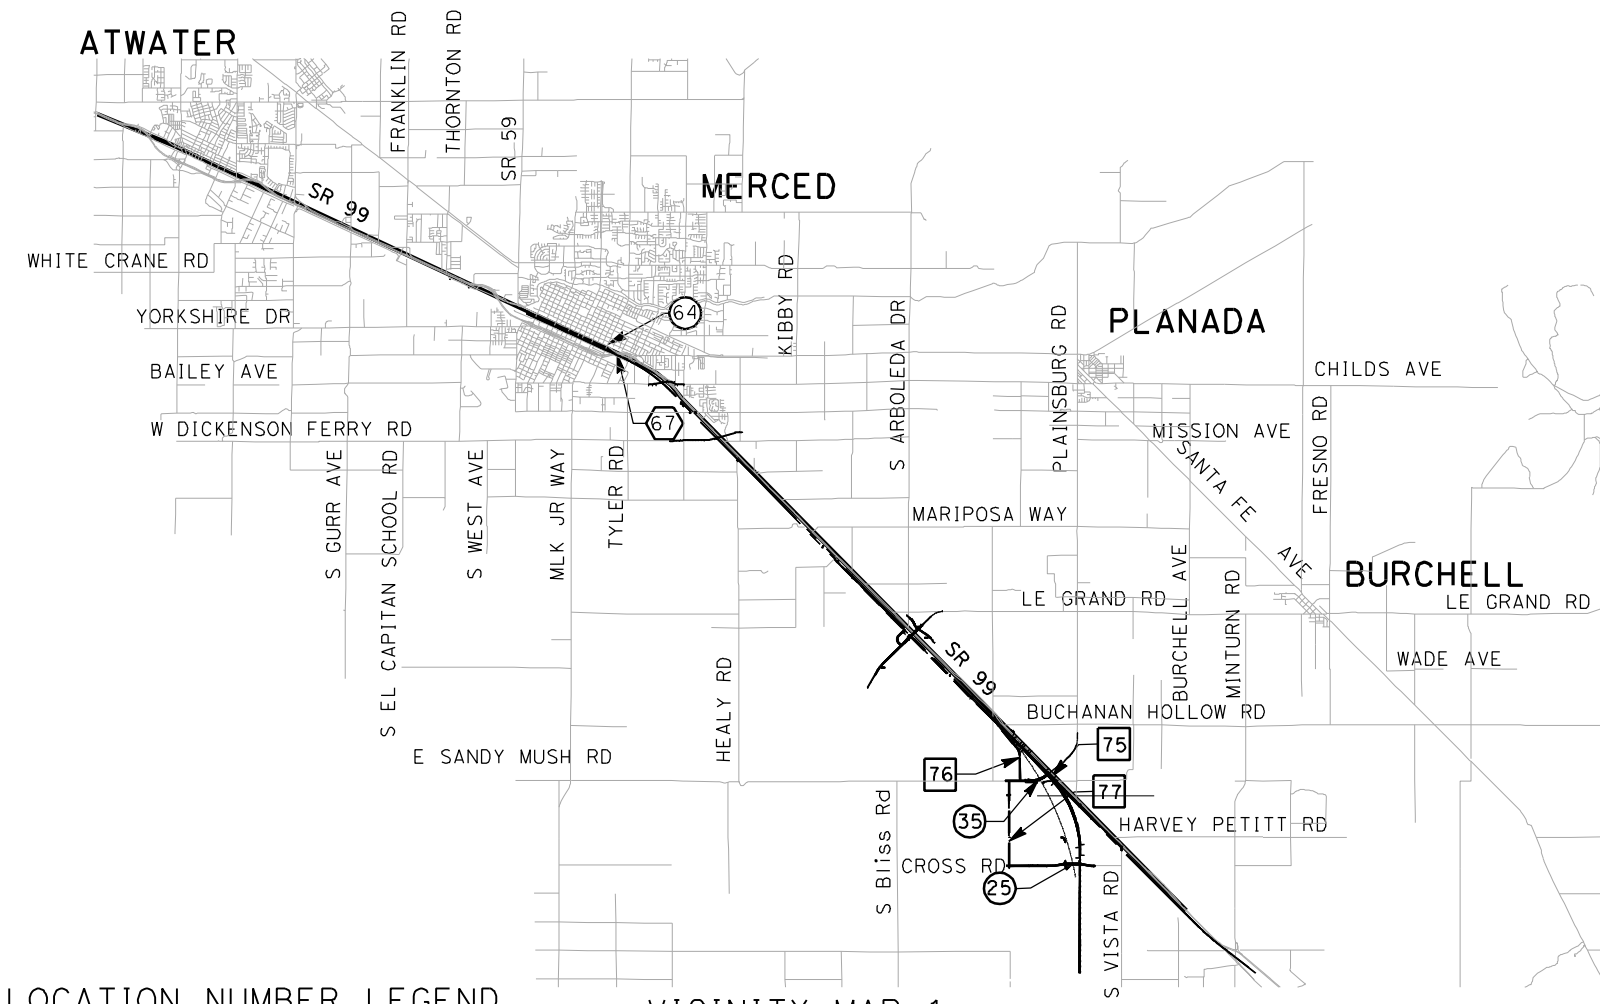 ATWATER
FRANKLIN RD
THORNTON RD
SR 59
MERCED
SR 99
WHITE CRANE RD
KIBBY RD
YORKSHIRE DR
64
S ARBOLEDA DR
PLAINSBURG RD
PLANADA
BAILEY AVE
CHILDS AVE
W DICKENSON FERRY RD
67
MISSION AVE
FRESNO RD
SANTA FE AVE
S GURR AVE
S EL CAPITAN SCHOOL RD
S WEST AVE
MLK JR WAY
TYLER RD
MARIPOSA WAY
BURCHELL AVE
MINTURN RD
BURCHELL
LE GRAND RD
LE GRAND RD
SR 99
WADE AVE
HEALY RD
BUCHANAN HOLLOW RD
E SANDY MUSH RD
75
76
77
35
S Bliss Rd
HARVEY PETITT RD
CROSS RD
25
S VISTA RD
LOCATION NUMBER LEGEND
VICINITY MAP 1